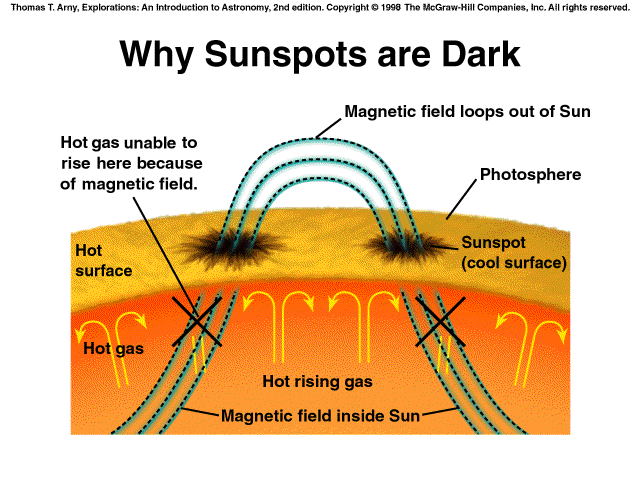 Thomas T. Arny, Explorations: An Introduction to Astronomy, 2nd edition. Copyright © 1998 The McGraw-Hill Companies, Inc. All rights reserved.
Why Sunspots are Dark
Magnetic field loops out of Sun
Hot gas unable to
rise here because
of magnetic field.
Photosphere
Hot
surface
Sunspot
(cool surface)
Hot gas
Hot rising gas
Magnetic field inside Sun